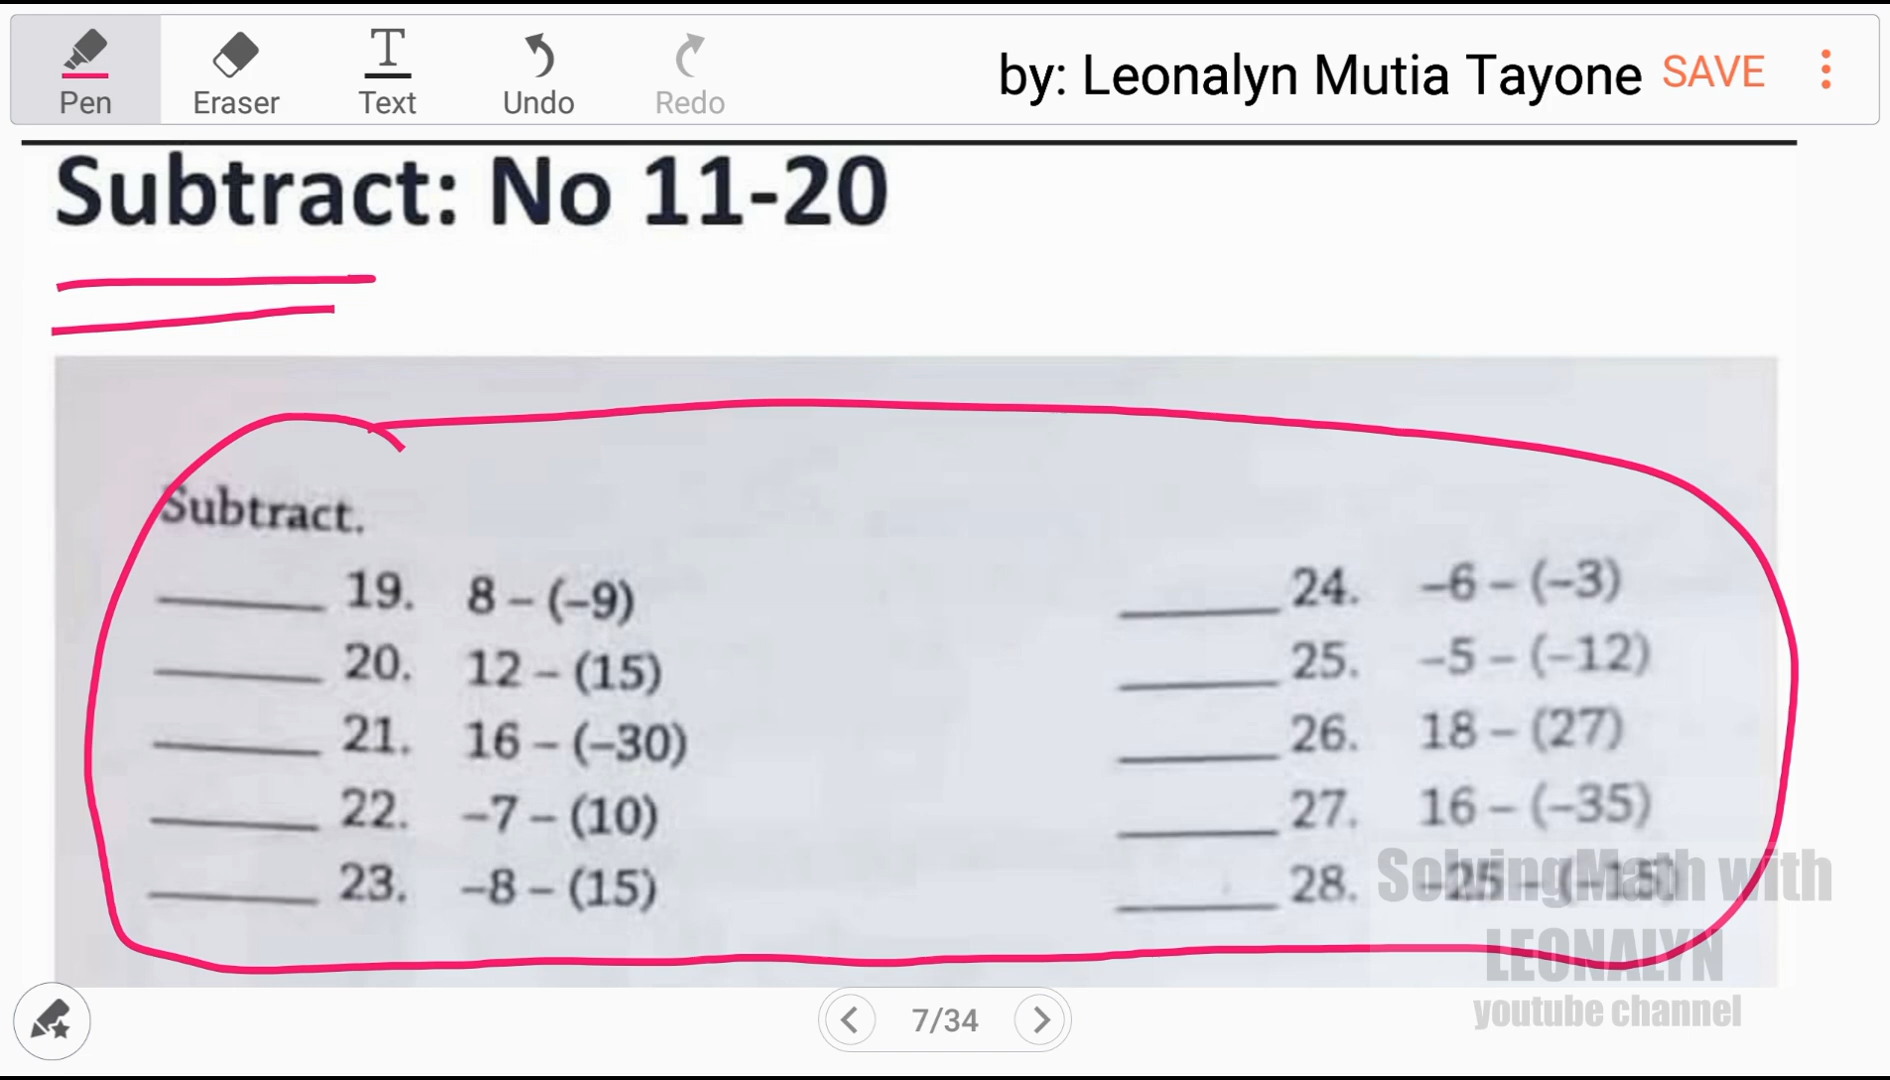 Pen Eraser Text Undo Redo by: Leonalyn Mutia Tayone SAVE
Subtract: No 11-20
Subtract.
19. 8 – (–9)
20. 12 – (15)
21. 16 – (–30)
22. –7 – (10)
23. –8 – (15)
24. –6 – (–3)
25. –5 – (–12)
26. 18 – (27)
27. 16 – (–35)
28. –25 – (–15)
SolvingMath with
LEONALYN
youtube channel
7/34